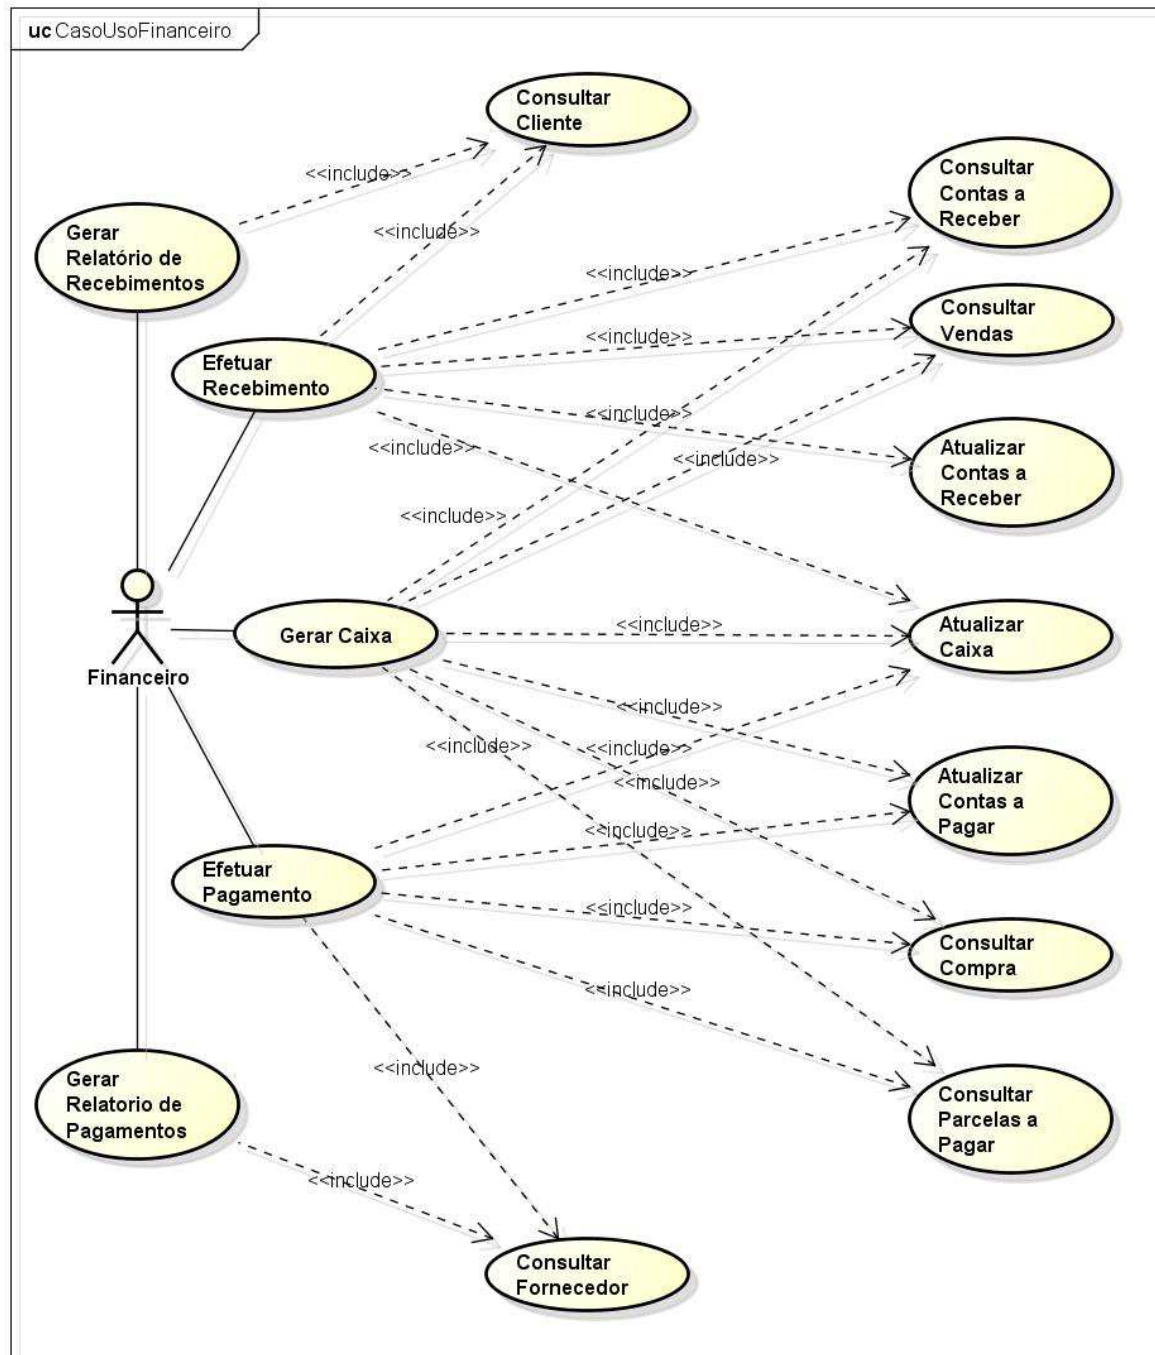 uc CasoUsoFinanceiro
Consultar
Cliente
<<include>>
<<include>>
Consultar
Contas a
Receber
Gerar
Relatório de
Recebimentos
<<include>>
Consultar
Vendas
<<include>>
Efetuar
Recebimento
<<include>>
<<include>>
<<include>>
Atualizar
Contas a
Receber
<<include>>
Financeiro
Gerar Caixa
<<include>>
Atualizar
Caixa
<<include>>
<<include>>
<<include>>
<<include>>
Atualizar
Contas a
Pagar
<<include>>
Efetuar
Pagamento
<<include>>
Consultar
Compra
<<include>>
<<include>>
Gerar
Relatorio de
Pagamentos
Consultar
Parcelas a
Pagar
<<include>>
Consultar
Fornecedor